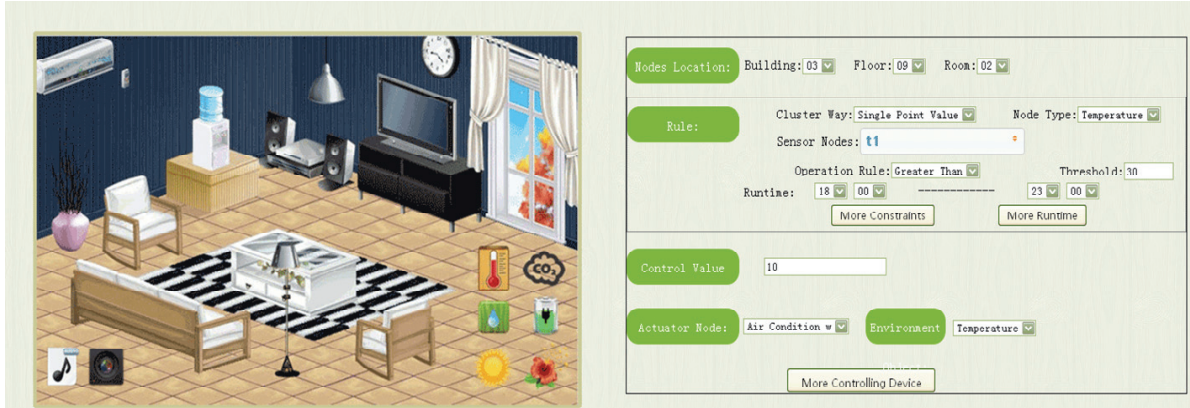 Nodes Location: Building: 03 Floor: 09 Room: 02
Rule: Cluster Way: Single Point Value Node Type: Temperature
Sensor Nodes: t1
Operation Rule: Greater Than Threshold: 30
Runtime: 18 00 ------------ 23 00
More Constraints More Runtime
Control Value 10
Actuator Node: Air Condition w Environment Temperature
More Controlling Device
CO2